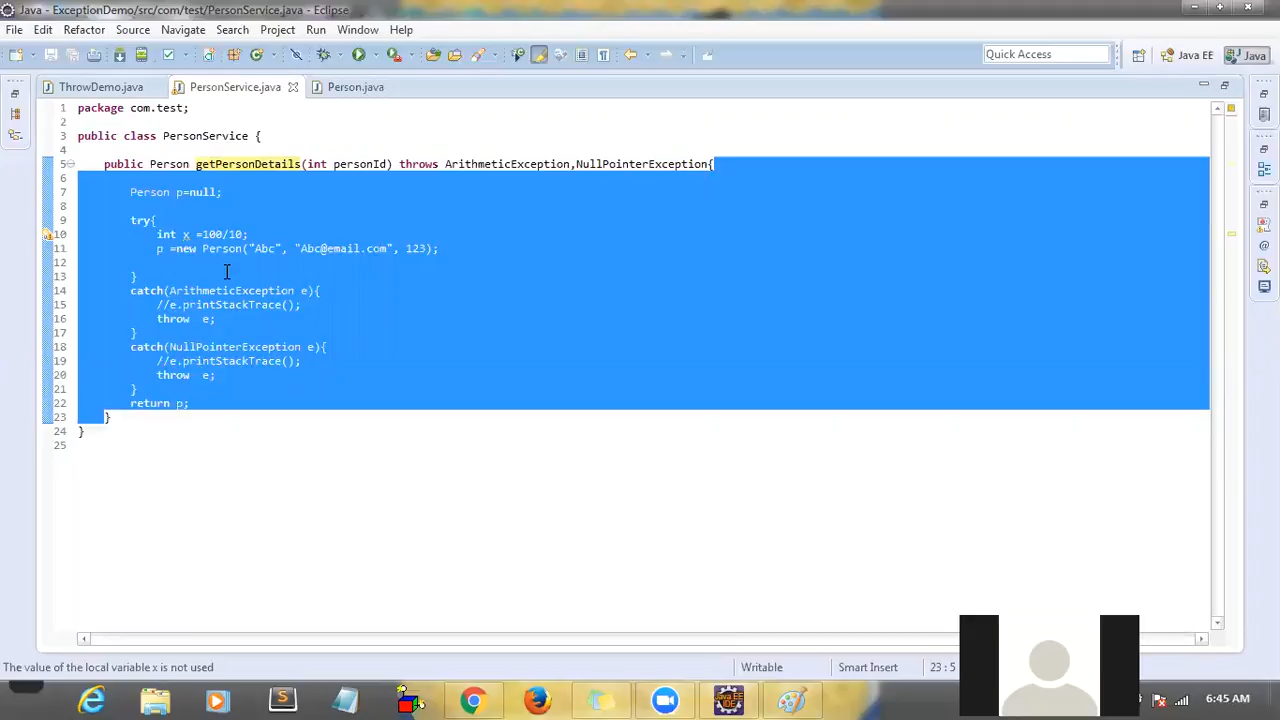 Java - ExceptionDemo/src/com/test/PersonService.java - Eclipse
File Edit Refactor Source Navigate Search Project Run Window Help
Quick Access
Java EE
Java
ThrowDemo.java
PersonService.java
Person.java
1 package com.test;
2
3 public class PersonService {
4
5 public Person getPersonDetails(int personId) throws ArithmeticException,NullPointerException{
6
7 Person p=null;
8
9 try{
10 int x =100/10;
11 p =new Person("Abc", "Abc@email.com", 123);
12
13 }
14 catch(ArithmeticException e){
15 //e.printStackTrace();
16 throw  e;
17 }
18 catch(NullPointerException e){
19 //e.printStackTrace();
20 throw  e;
21 }
22 return p;
23 }
24 }
25
The value of the local variable x is not used
Writable
Smart Insert
23 : 5
Java EE
IDE
6:45 AM